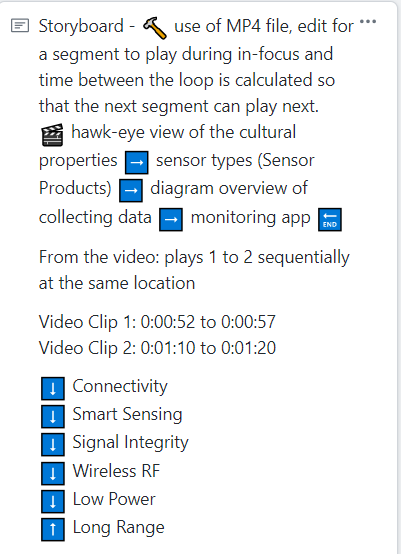 Storyboard - 🔨 use of MP4 file, edit for
a segment to play during in-focus and
time between the loop is calculated so
that the next segment can play next.
🎬 hawk-eye view of the cultural
properties ➡️ sensor types (Sensor
Products) ➡️ diagram overview of
collecting data ➡️ monitoring app 🔚
From the video: plays 1 to 2 sequentially
at the same location
Video Clip 1: 0:00:52 to 0:00:57
Video Clip 2: 0:01:10 to 0:01:20
⬇️ Connectivity
⬇️ Smart Sensing
⬇️ Signal Integrity
⬇️ Wireless RF
⬇️ Low Power
⬆️ Long Range